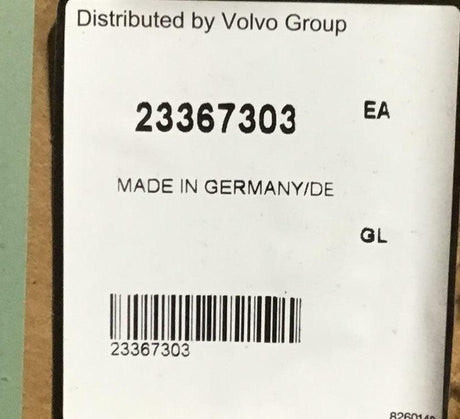 Distributed by Volvo Group
23367303 EA
MADE IN GERMANY/DE
GL
23367303